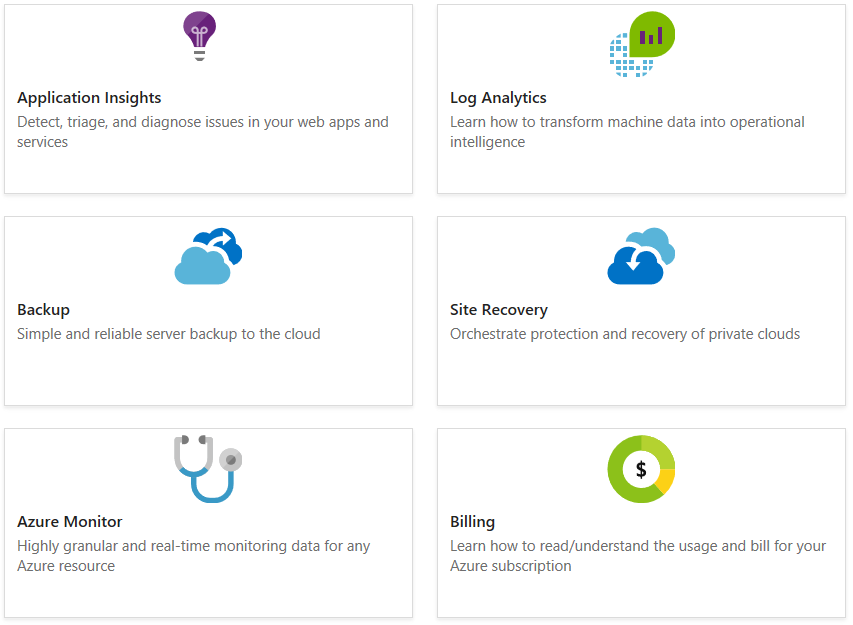 Application Insights
Detect, triage, and diagnose issues in your web apps and
services
Log Analytics
Learn how to transform machine data into operational
intelligence
Backup
Simple and reliable server backup to the cloud
Site Recovery
Orchestrate protection and recovery of private clouds
Azure Monitor
Highly granular and real-time monitoring data for any
Azure resource
$
Billing
Learn how to read/understand the usage and bill for your
Azure subscription